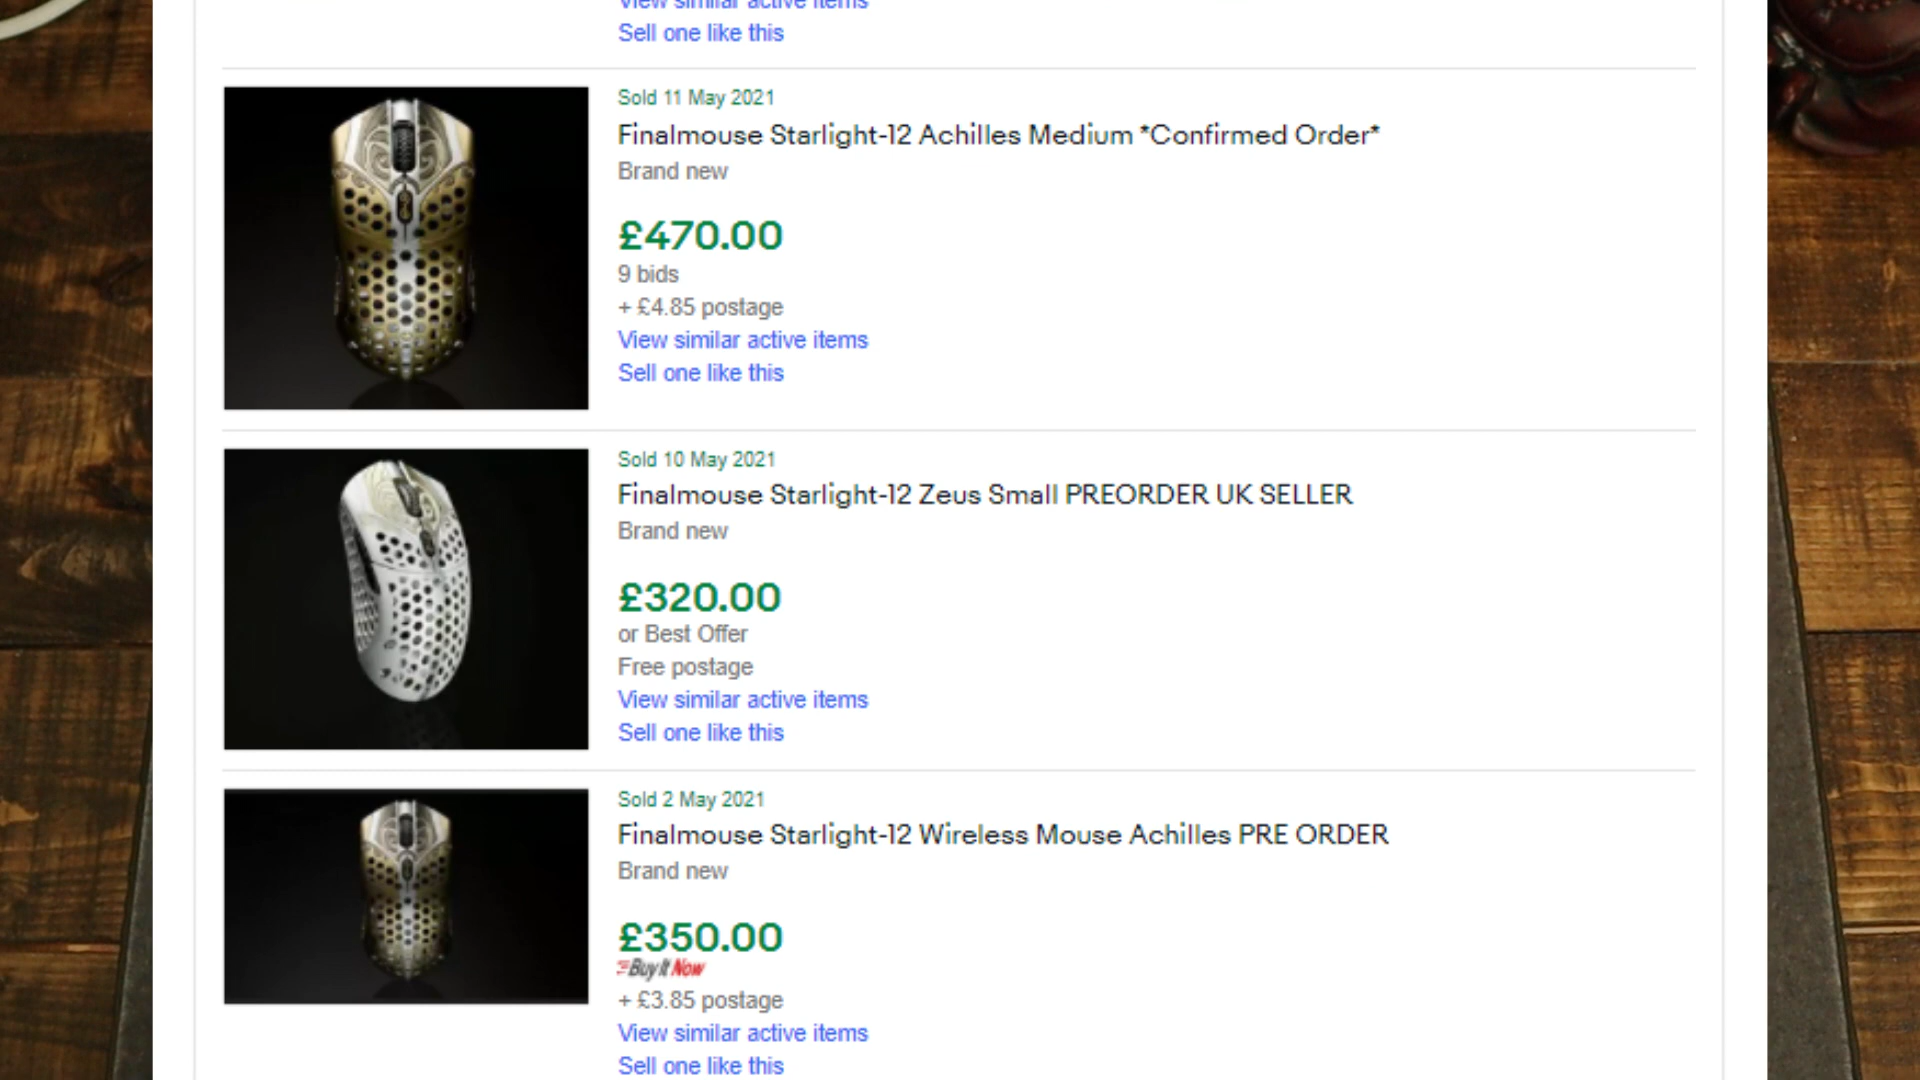 View similar active items
Sell one like this
Sold 11 May 2021
Finalmouse Starlight-12 Achilles Medium *Confirmed Order*
Brand new
£470.00
9 bids
+ £4.85 postage
View similar active items
Sell one like this
Sold 10 May 2021
Finalmouse Starlight-12 Zeus Small PREORDER UK SELLER
Brand new
£320.00
or Best Offer
Free postage
View similar active items
Sell one like this
Sold 2 May 2021
Finalmouse Starlight-12 Wireless Mouse Achilles PRE ORDER
Brand new
£350.00
Buy It Now
+ £3.85 postage
View similar active items
Sell one like this